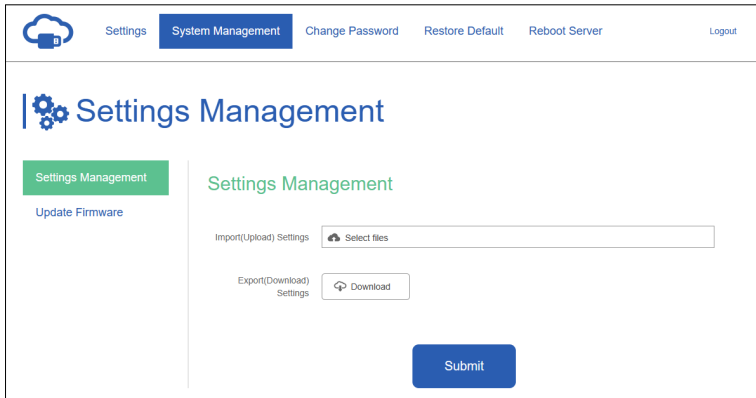 Settings System Management Change Password Restore Default Reboot Server Logout
Settings Management
Settings Management
Update Firmware
Settings Management
Import(Upload) Settings Select files
Export(Download)
Settings
Download
Submit